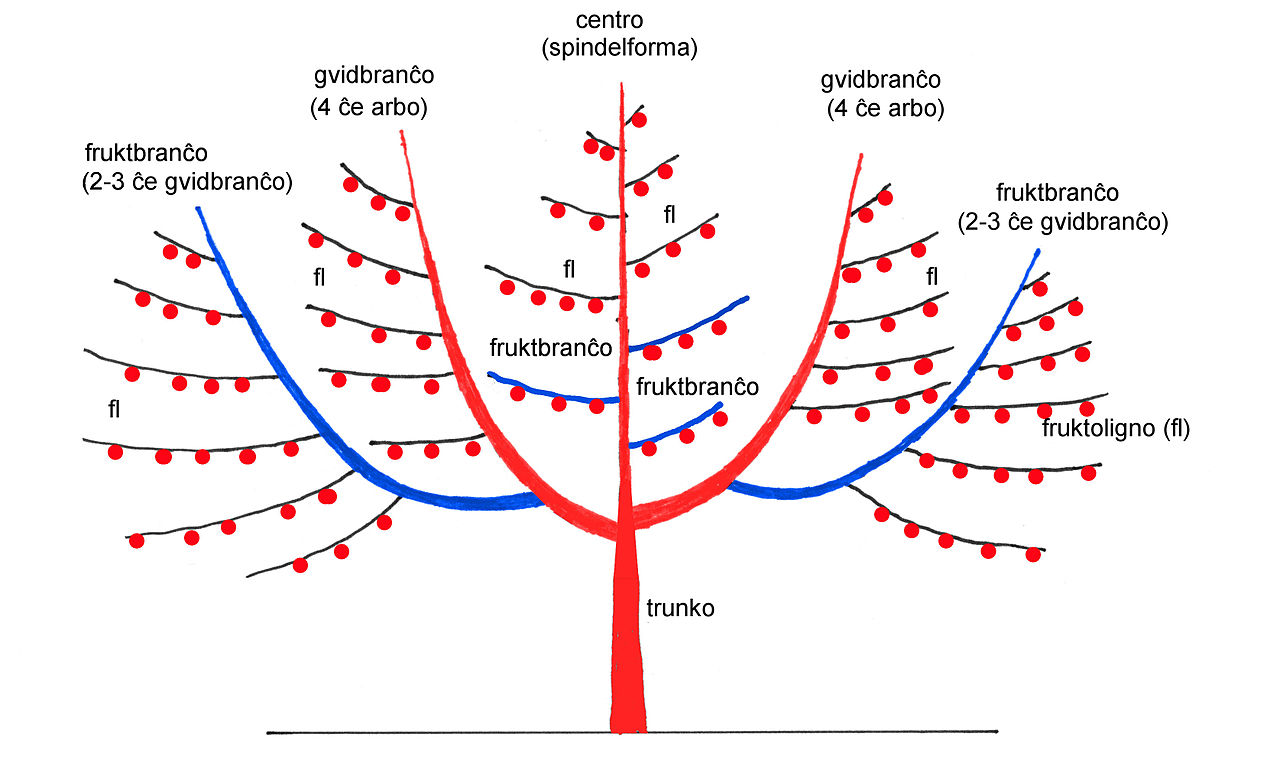 centro
(spindelforma)
gvidbranĉo
(4 ĉe arbo)
gvidbranĉo
(4 ĉe arbo)
fruktbranĉo
(2-3 ĉe gvidbranĉo)
fruktbranĉo
(2-3 ĉe gvidbranĉo)
fl
fl
fl
fl
fruktbranĉo
fruktbranĉo
fl
fruktoligno (fl)
trunko